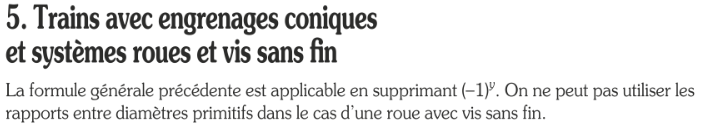 5. Trains avec engrenages coniques
et systèmes roues et vis sans fin
La formule générale précédente est applicable en supprimant (–1)ʸ. On ne peut pas utiliser les
rapports entre diamètres primitifs dans le cas d'une roue avec vis sans fin.